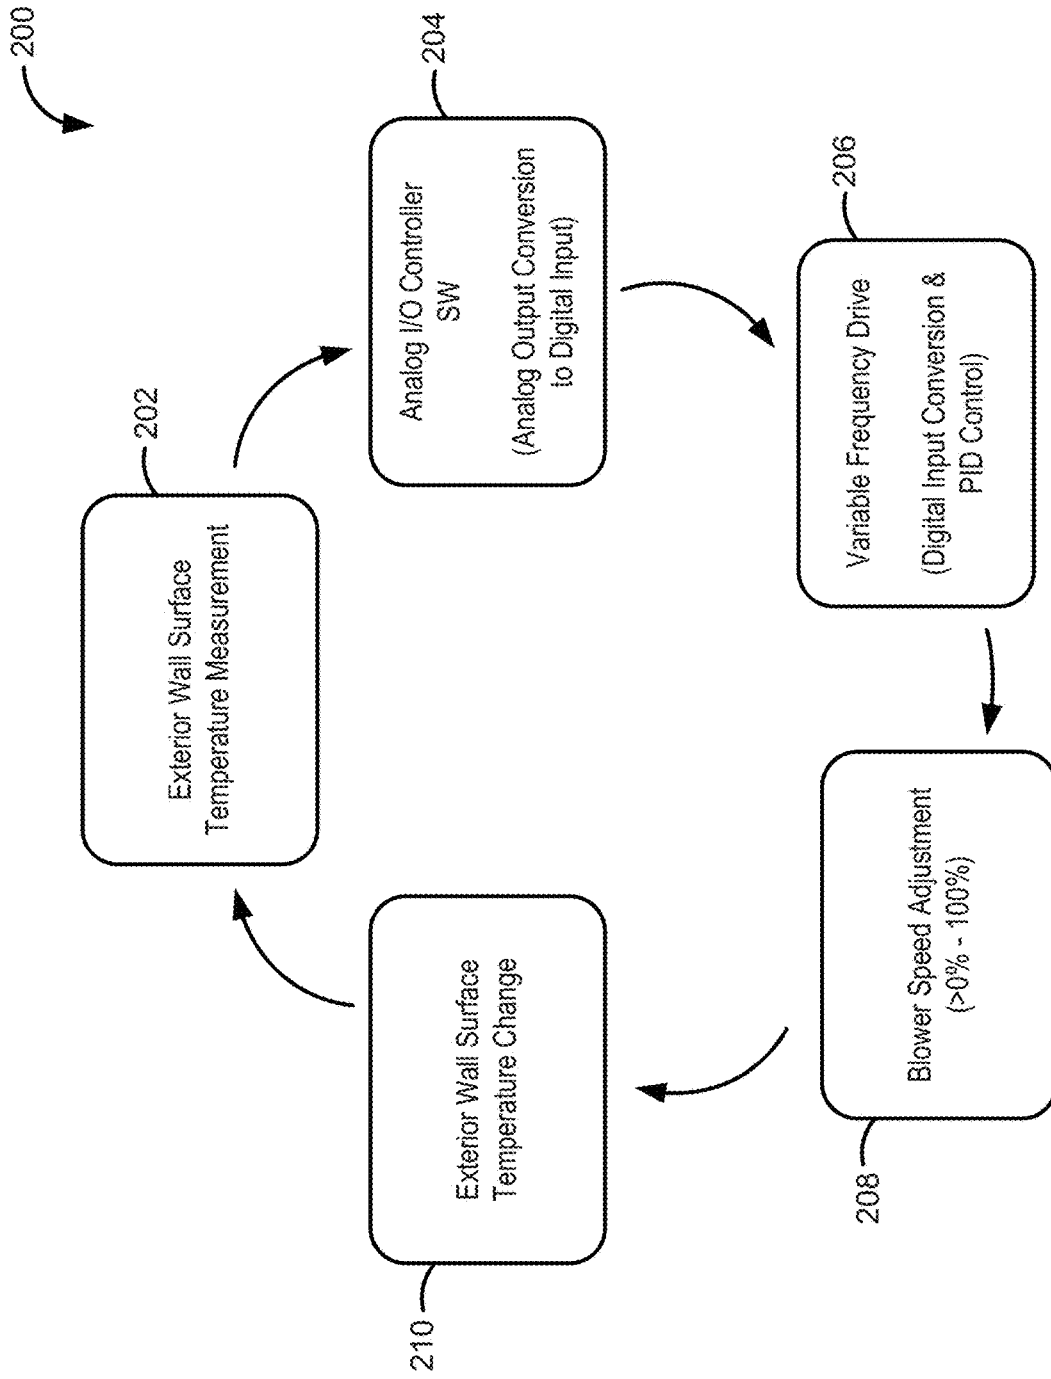 200
202
Exterior Wall Surface
Temperature Measurement
204
Analog I/O Controller
SW
(Analog Output Conversion
to Digital Input)
206
Variable Frequency Drive
(Digital Input Conversion &
PID Control)
208
Blower Speed Adjustment
(>0% - 100%)
210
Exterior Wall Surface
Temperature Change